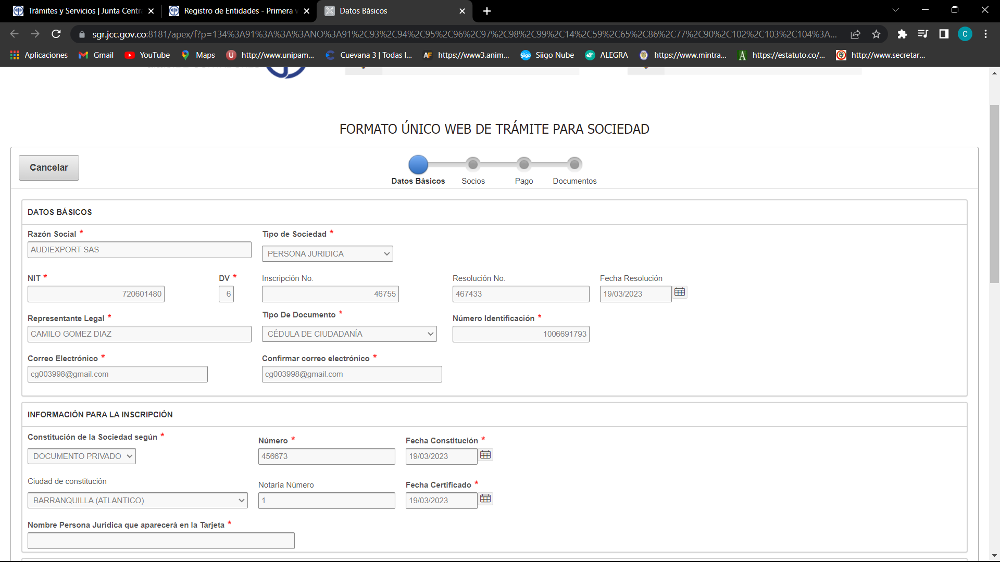 Trámites y Servicios | Junta Centr
Registro de Entidades - Primera v
Datos Básicos
sgr.jcc.gov.co:8181/apex/f?p=134%3A91%3A%3A%3ANO%3A91%2C93%2C94%2C95%2C96%2C97%2C98%2C99%2C14%2C59%2C65%2C86%2C77%2C90%2C102%2C103%2C104%3A...
C
Aplicaciones
Gmail
YouTube
Maps
http://www.unipam...
Cuevana 3 | Todas l...
https://www3.anim...
Siigo Nube
ALEGRA
https://www.mintra...
https://estatuto.co/...
http://www.secretar...
FORMATO ÚNICO WEB DE TRÁMITE PARA SOCIEDAD
Cancelar
Datos Básicos Socios Pago Documentos
DATOS BÁSICOS
Razón Social * Tipo de Sociedad *
AUDIEXPORT SAS PERSONA JURIDICA
NIT * DV * Inscripción No. Resolución No. Fecha Resolución
720601480 6 46755 467433 19/03/2023
Representante Legal * Tipo De Documento * Número Identificación *
CAMILO GOMEZ DIAZ CÉDULA DE CIUDADANÍA 1006691793
Correo Electrónico * Confirmar correo electrónico *
cg003998@gmail.com cg003998@gmail.com
INFORMACIÓN PARA LA INSCRIPCIÓN
Constitución de la Sociedad según * Número * Fecha Constitución *
DOCUMENTO PRIVADO 456673 19/03/2023
Ciudad de constitución Notaría Número Fecha Certificado *
BARRANQUILLA (ATLANTICO) 1 19/03/2023
Nombre Persona Jurídica que aparecerá en la Tarjeta *